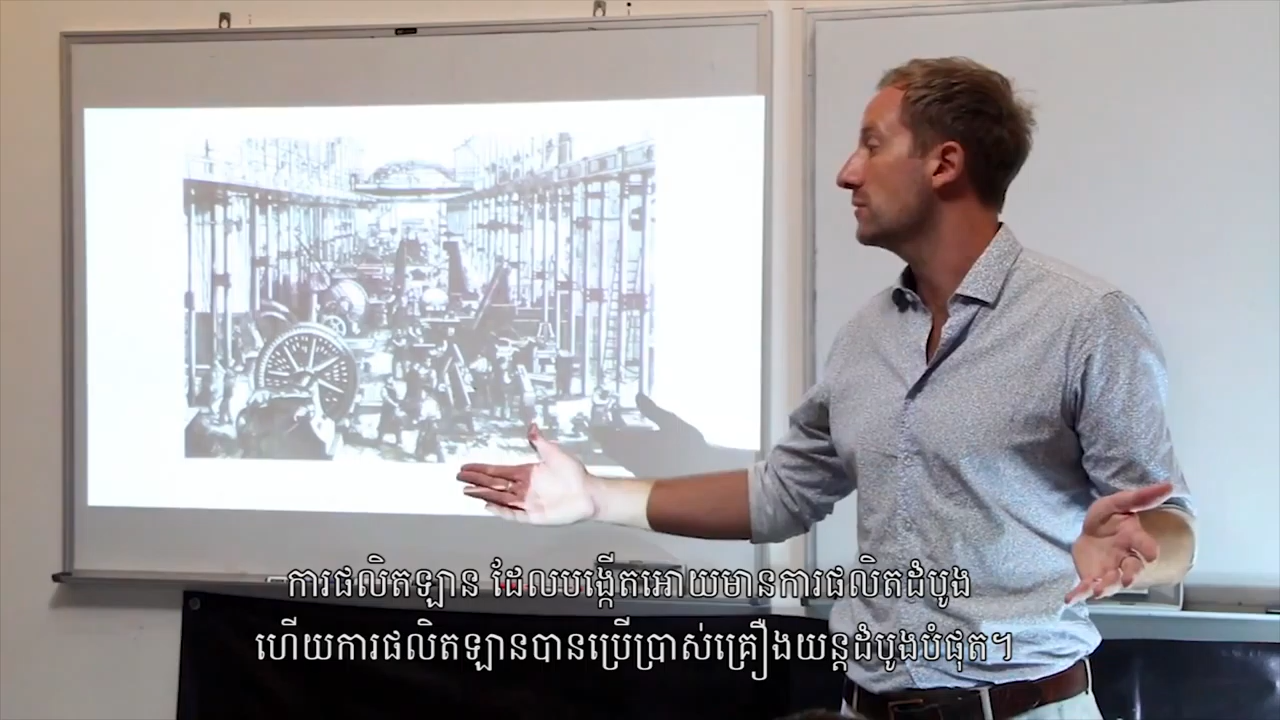 ការផលិតឡាន ដែលបង្កើតអោយមានការផលិតដំបូង
ហើយការផលិតឡានបានប្រើប្រាស់គ្រឿងយន្តដំបូងបំផុត។